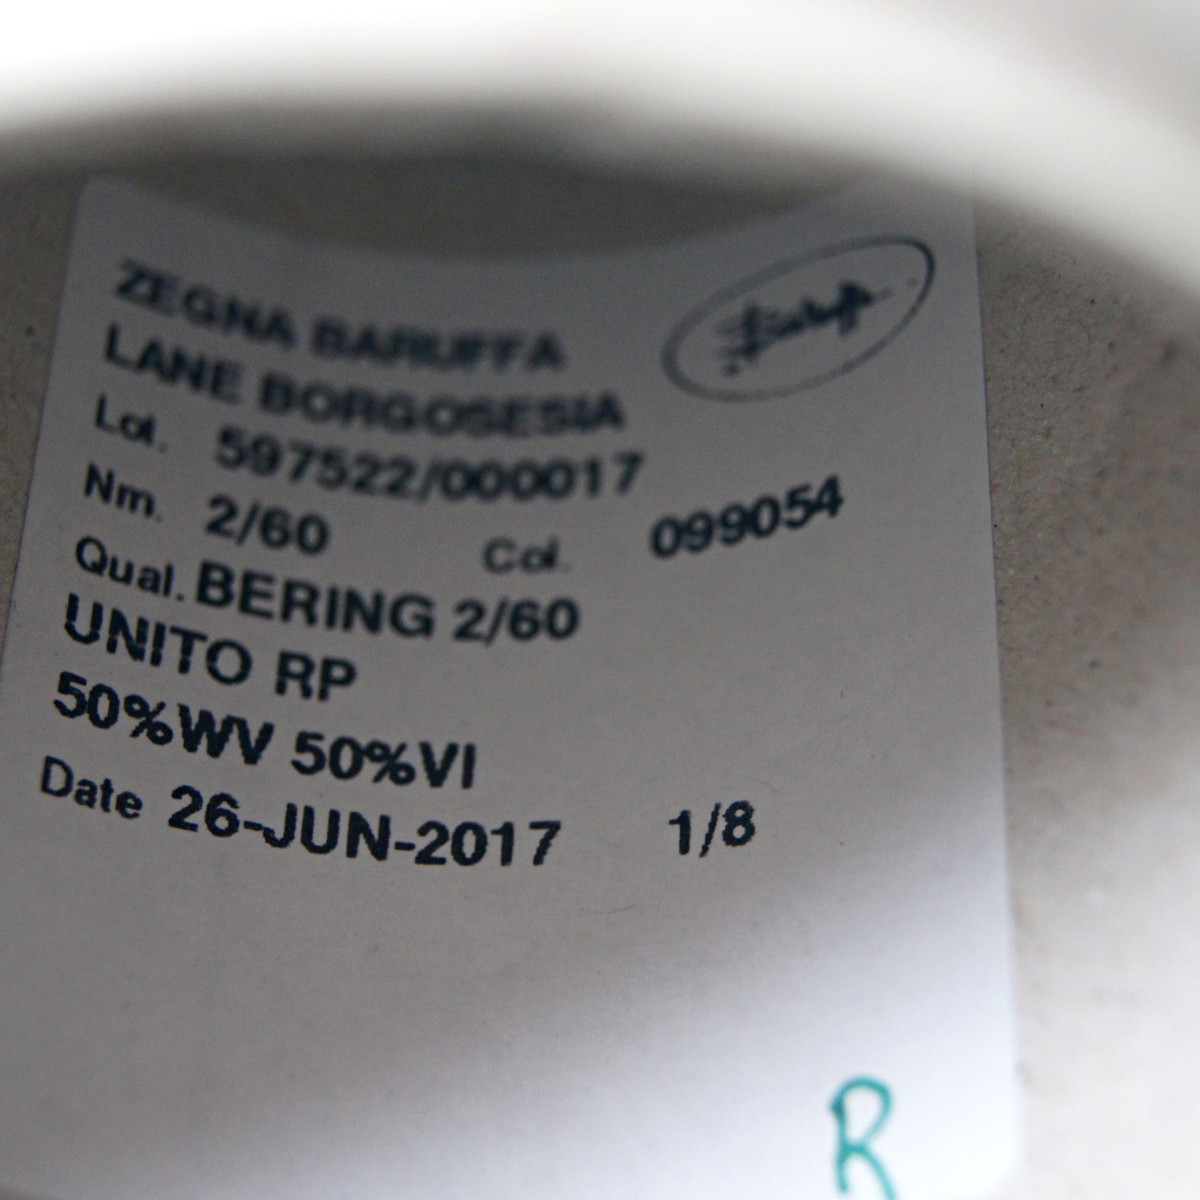 ZEGNA BARUFFA
LANE BORGOSESIA
Baruffa
Lot. 597522/000017
Nm. 2/60 Col. 099054
Qual. BERING 2/60
UNITO RP
50%WV 50%VI
Date 26-JUN-2017 1/8
R